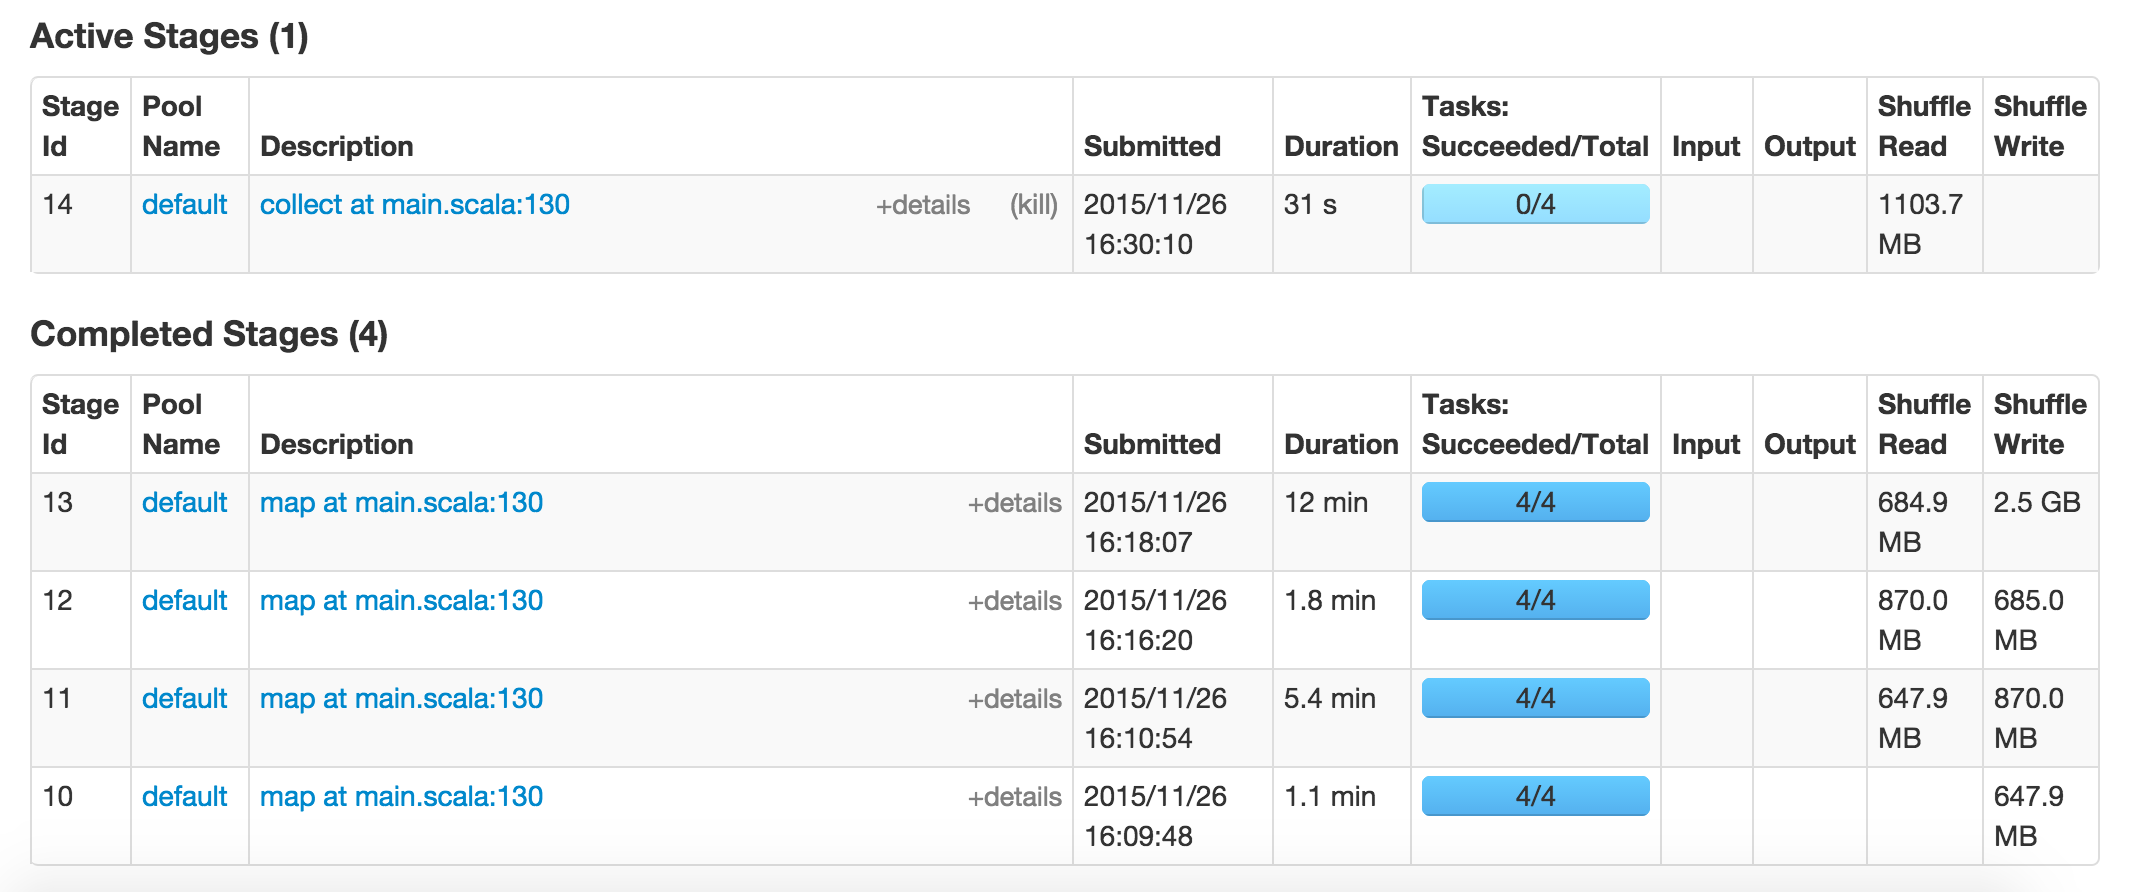 Active Stages (1)
Stage Id Pool Name Description Submitted Duration Tasks: Succeeded/Total Input Output Shuffle Read Shuffle Write
14 default collect at main.scala:130 +details (kill) 2015/11/26 16:30:10 31 s 0/4 1103.7 MB
Completed Stages (4)
Stage Id Pool Name Description Submitted Duration Tasks: Succeeded/Total Input Output Shuffle Read Shuffle Write
13 default map at main.scala:130 +details 2015/11/26 16:18:07 12 min 4/4 684.9 MB 2.5 GB
12 default map at main.scala:130 +details 2015/11/26 16:16:20 1.8 min 4/4 870.0 MB 685.0 MB
11 default map at main.scala:130 +details 2015/11/26 16:10:54 5.4 min 4/4 647.9 MB 870.0 MB
10 default map at main.scala:130 +details 2015/11/26 16:09:48 1.1 min 4/4 647.9 MB